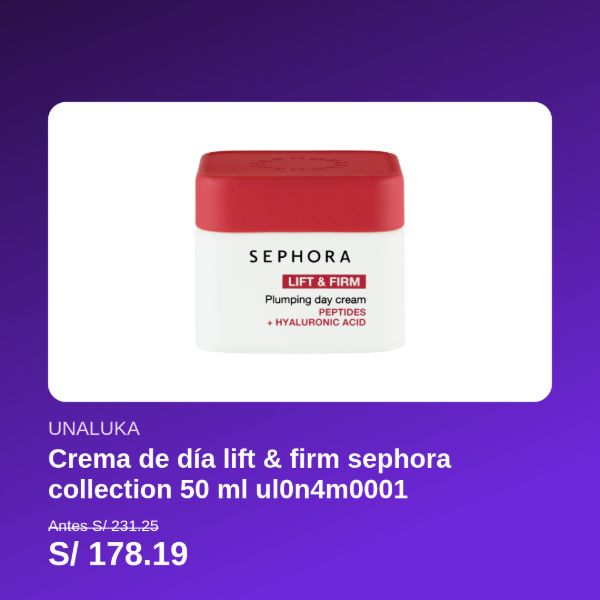 SEPHORA
LIFT & FIRM
Plumping day cream
PEPTIDES
+ HYALURONIC ACID
UNALUKA
Crema de día lift & firm sephora
collection 50 ml ul0n4m0001
Antes S/ 231.25
S/ 178.19